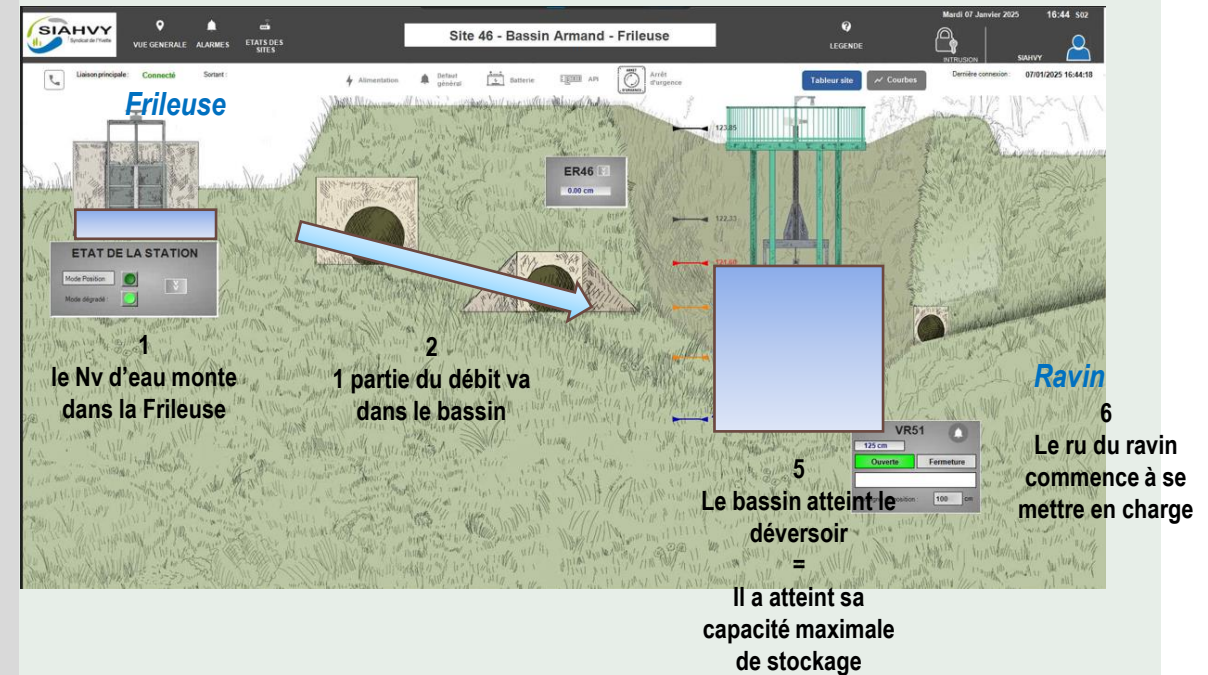 SIAHVY
Syndicat de l'Yvette
VUE GENERALE
ALARMES
ETATS DES
SITES
Site 46 - Bassin Armand - Frileuse
LEGENDE
Mardi 07 Janvier 2025
16:44 S02
INTRUSION
SIAHVY
Liaison principale :
Connecté
Sortant :
Alimentation
Defaut
général
Batterie
API
Arrêt
d'urgence
Tableur site
Courbes
Dernière connexion:
07/01/2025 16:44:18
Frileuse
123,85
ER46
0.00 cm
122,33
ETAT DE LA STATION
Mode Position
Mode dégradé :
1
le Nv d'eau monte
dans la Frileuse
2
1 partie du débit va
dans le bassin
Ravin
6
Le ru du ravin
commence à se
mettre en charge
VR51
125 cm
Ouverte
Fermeture
100 cm
5
Le bassin atteint le
déversoir
=
Il a atteint sa
capacité maximale
de stockage